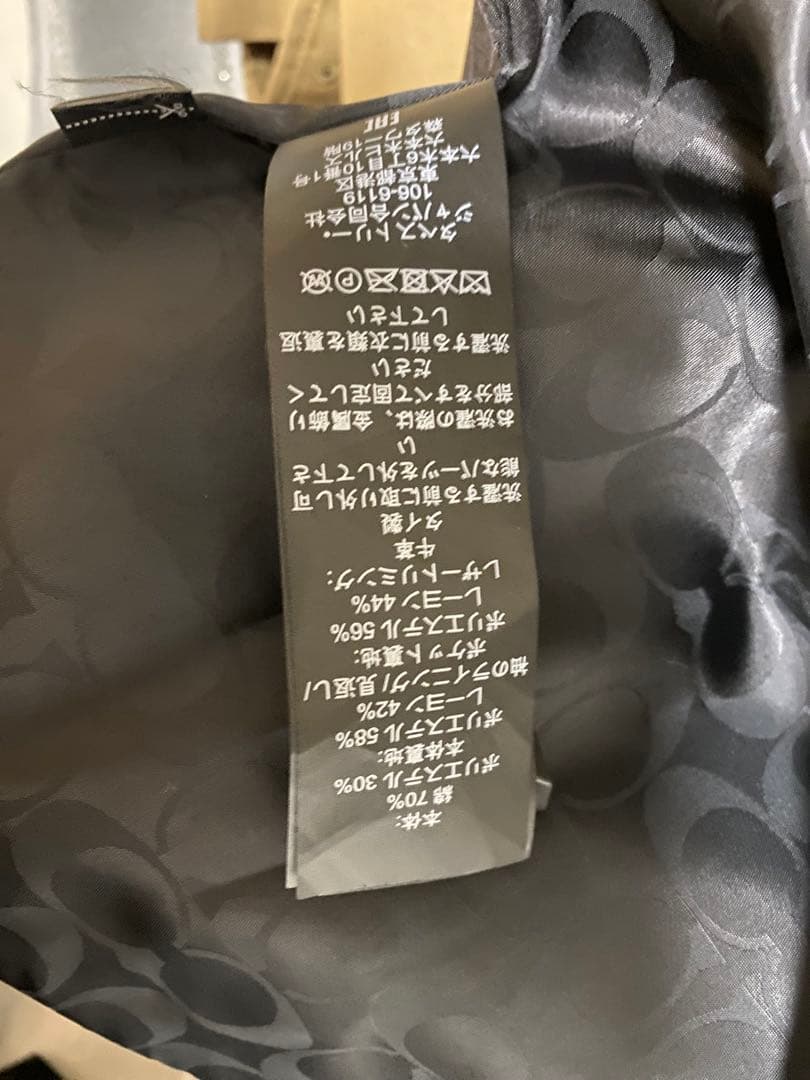 本体:
綿 70%
ポリエステル 30%
本体裏地:
ポリエステル 58%
レーヨン 42%
袖のライニング/ 見返し/
ポケット裏地:
ポリエステル 56%
レーヨン 44%
レザートリミング:
牛革
タイ製
洗濯する前に取り外し可
能なパーツを外して下さ
い
お洗濯の際は、金属飾り
部分をすべて固定してく
ださい
洗濯する前に衣類を裏返
して下さい
P W
タペストリー・
ジャパン合同会社
106-6119
東京都港区
六本木6丁目10番1号
六本木ヒルズ
森タワー19階
EAC